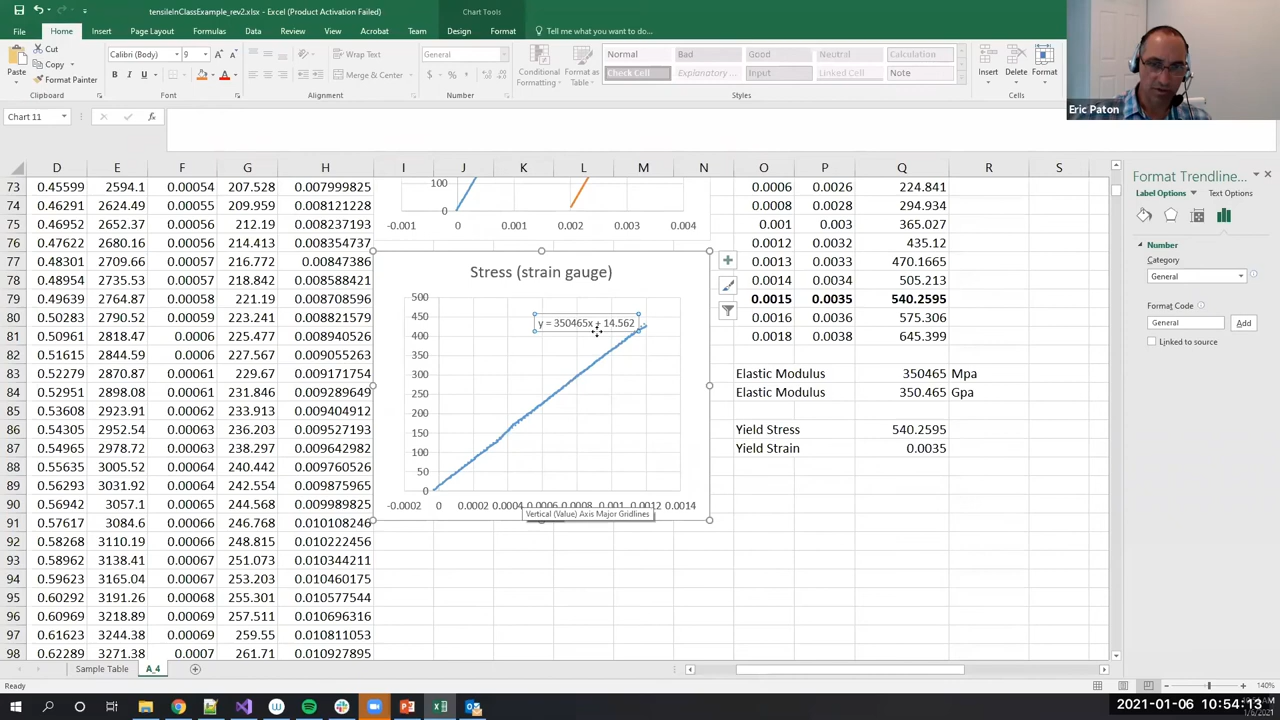 tensileInClassExample_rev2.xlsx - Excel (Product Activation Failed)
Chart Tools
File Home Insert Page Layout Formulas Data Review View Acrobat Team Design Format Tell me what you want to do...
Paste
Cut
Copy
Format Painter
Clipboard
Calibri (Body) 9
B I U
Font
Wrap Text
Merge & Center
Alignment
General
$ % ,
Number
Conditional Formatting
Format as Table
Normal Bad Good Neutral Calculation
Check Cell Explanatory ... Input Linked Cell Note
Styles
Insert Delete Format
Cells
Eric Paton
Chart 11
fx
D E F G H I J K L M N O P Q R S
73 0.45599 2594.1 0.00054 207.528 0.007999825
74 0.46291 2624.49 0.00055 209.959 0.008121228
75 0.46952 2652.37 0.00055 212.19 0.008237193
76 0.47622 2680.16 0.00056 214.413 0.008354737
77 0.48301 2709.66 0.00056 216.772 0.00847386
78 0.48954 2735.53 0.00057 218.842 0.008588421
79 0.49639 2764.87 0.00058 221.19 0.008708596
80 0.50283 2790.52 0.00059 223.241 0.008821579
81 0.50961 2818.47 0.0006 225.477 0.008940526
82 0.51615 2844.59 0.0006 227.567 0.009055263
83 0.52279 2870.87 0.00061 229.67 0.009171754
84 0.52951 2898.08 0.00061 231.846 0.009289649
85 0.53608 2923.91 0.00062 233.913 0.009404912
86 0.54305 2952.54 0.00064 236.203 0.009527193
87 0.54965 2978.72 0.00064 238.297 0.009642982
88 0.55635 3005.52 0.00064 240.442 0.009760526
89 0.56293 3031.92 0.00065 242.554 0.009875965
90 0.56942 3057.1 0.00065 244.568 0.009989825
91 0.57617 3084.6 0.00066 246.768 0.010108246
92 0.58268 3110.19 0.00066 248.815 0.010222456
93 0.58962 3138.41 0.00067 251.073 0.010344211
94 0.59623 3165.04 0.00068 253.203 0.010460175
95 0.60292 3191.26 0.00068 255.301 0.010577544
96 0.60969 3218.89 0.00069 257.511 0.010696316
97 0.61623 3244.38 0.00069 259.55 0.010811053
98 0.62289 3271.38 0.0007 261.71 0.010927895
100
0
-0.001 0 0.001 0.002 0.003 0.004
Stress (strain gauge)
500
450
400
350
300
250
200
150
100
50
0
-0.0002 0 0.0002 0.0004 0.0006 0.0008 0.001 0.0012 0.0014
y = 350465x + 14.562
Vertical (Value) Axis Major Gridlines
0.0006 0.0026 224.841
0.0008 0.0028 294.934
0.001 0.003 365.027
0.0012 0.0032 435.12
0.0013 0.0033 470.1665
0.0014 0.0034 505.213
0.0015 0.0035 540.2595
0.0016 0.0036 575.306
0.0018 0.0038 645.399
Elastic Modulus 350465 Mpa
Elastic Modulus 350.465 Gpa
Yield Stress 540.2595
Yield Strain 0.0035
Format Trendline...
Label Options Text Options
Number
Category
General
Format Code
General Add
Linked to source
Sample Table A_4
Ready
140%
2021-01-06 10:54:13